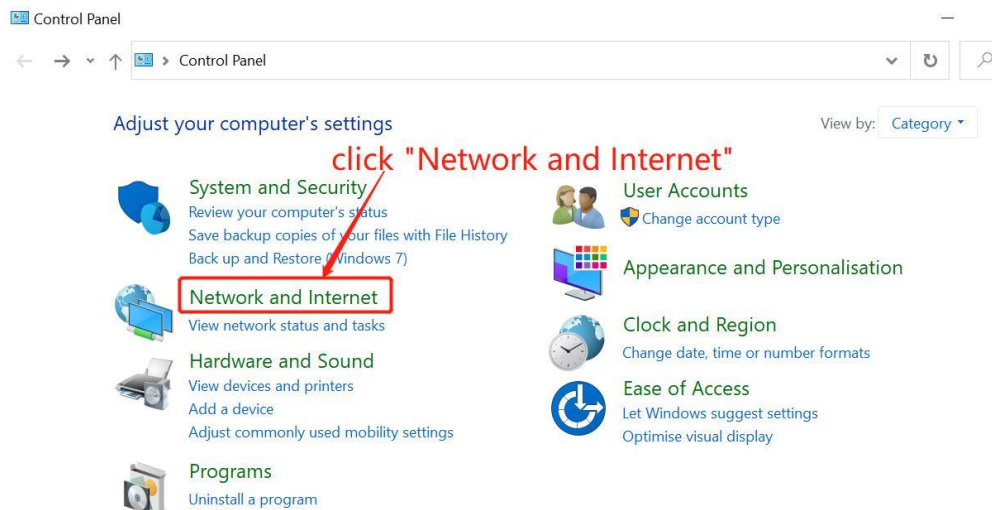 Control Panel
Control Panel
Adjust your computer's settings
View by: Category
click "Network and Internet"
System and Security
Review your computer's status
Save backup copies of your files with File History
Back up and Restore (Windows 7)
Network and Internet
View network status and tasks
Hardware and Sound
View devices and printers
Add a device
Adjust commonly used mobility settings
Programs
Uninstall a program
User Accounts
Change account type
Appearance and Personalisation
Clock and Region
Change date, time or number formats
Ease of Access
Let Windows suggest settings
Optimise visual display